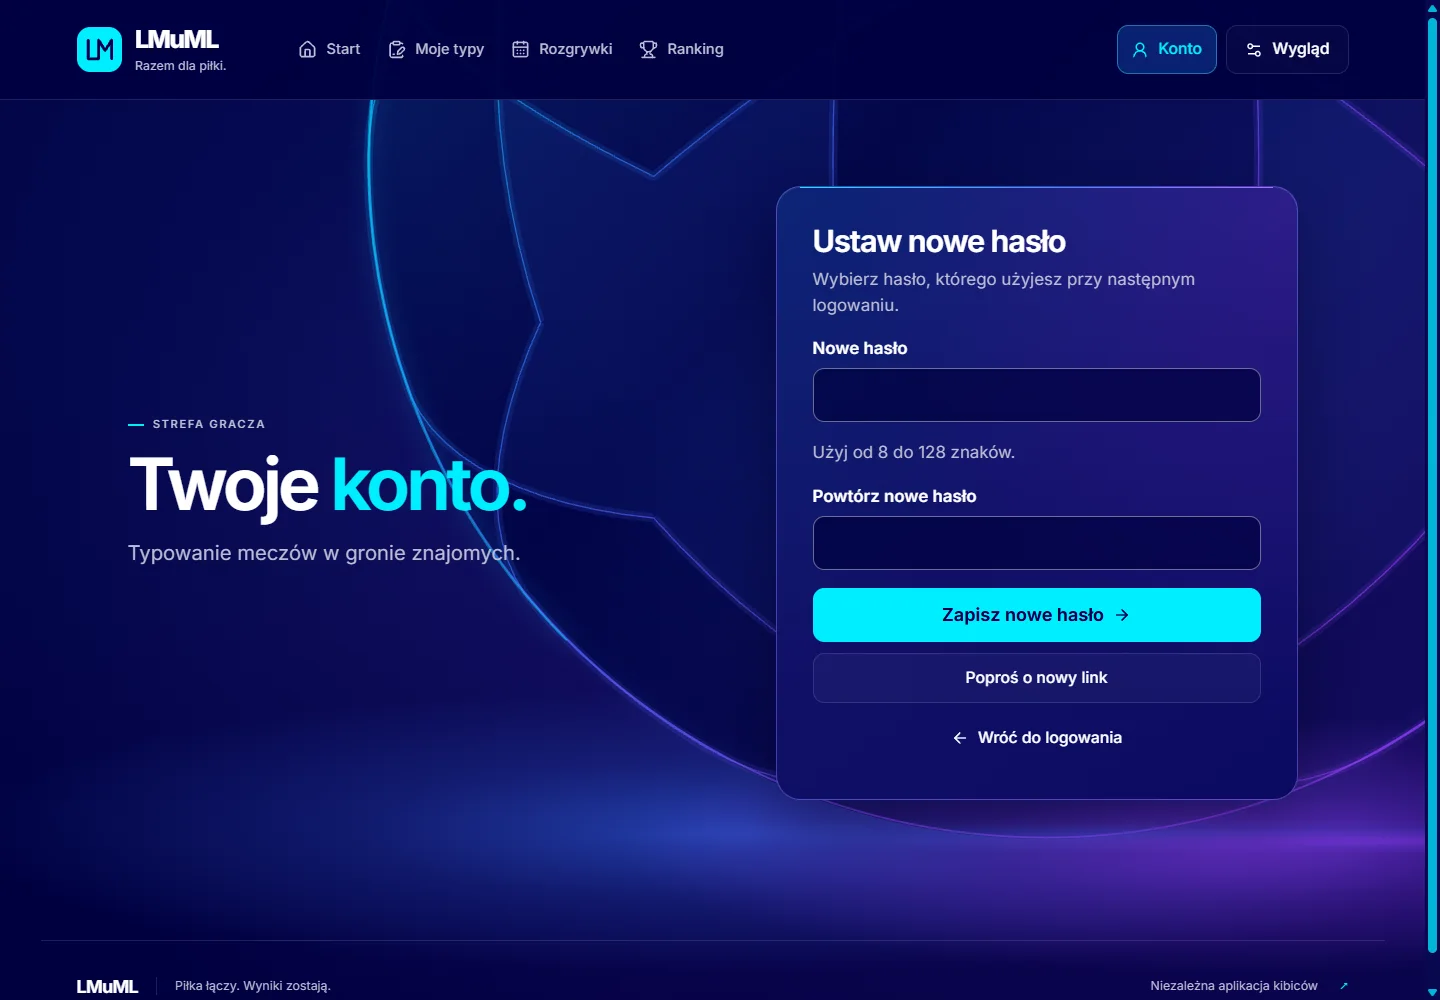 LM
LMuML
Razem dla piłki.
Start
Moje typy
Rozgrywki
Ranking
Konto
Wygląd
STREFA GRACZA
Twoje konto.
Typowanie meczów w gronie znajomych.
Ustaw nowe hasło
Wybierz hasło, którego użyjesz przy następnym
logowaniu.
Nowe hasło
Użyj od 8 do 128 znaków.
Powtórz nowe hasło
Zapisz nowe hasło →
Poproś o nowy link
← Wróć do logowania
LMuML
Piłka łączy. Wyniki zostają.
Niezależna aplikacja kibiców ↗